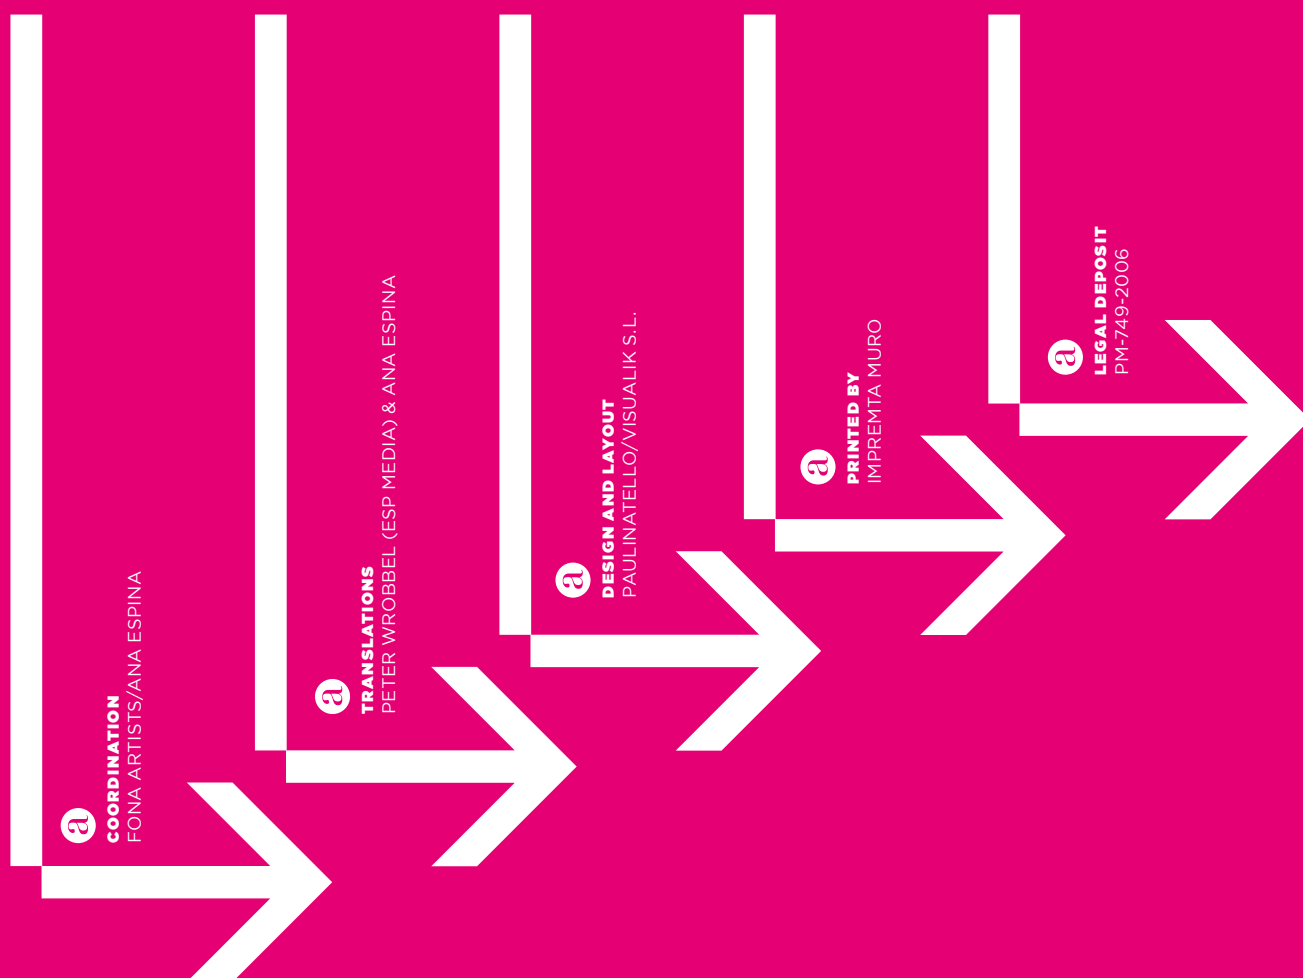 a
COORDINATION
FONA ARTISTS/ANA ESPINA
a
TRANSLATIONS
PETER WROBBEL (ESP MEDIA) & ANA ESPINA
a
DESIGN AND LAYOUT
PAULINATELLO/VISUALIK S.L.
a
PRINTED BY
IMPREMTA MURO
a
LEGAL DEPOSIT
PM-749-2006